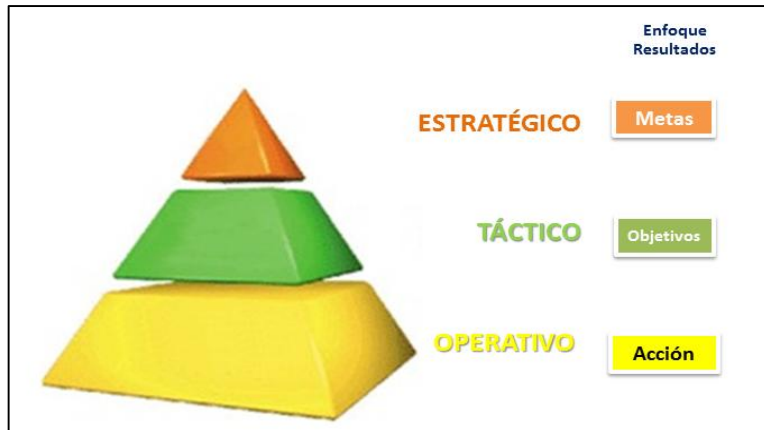 Enfoque
Resultados
ESTRATÉGICO
Metas
TÁCTICO
Objetivos
OPERATIVO
Acción